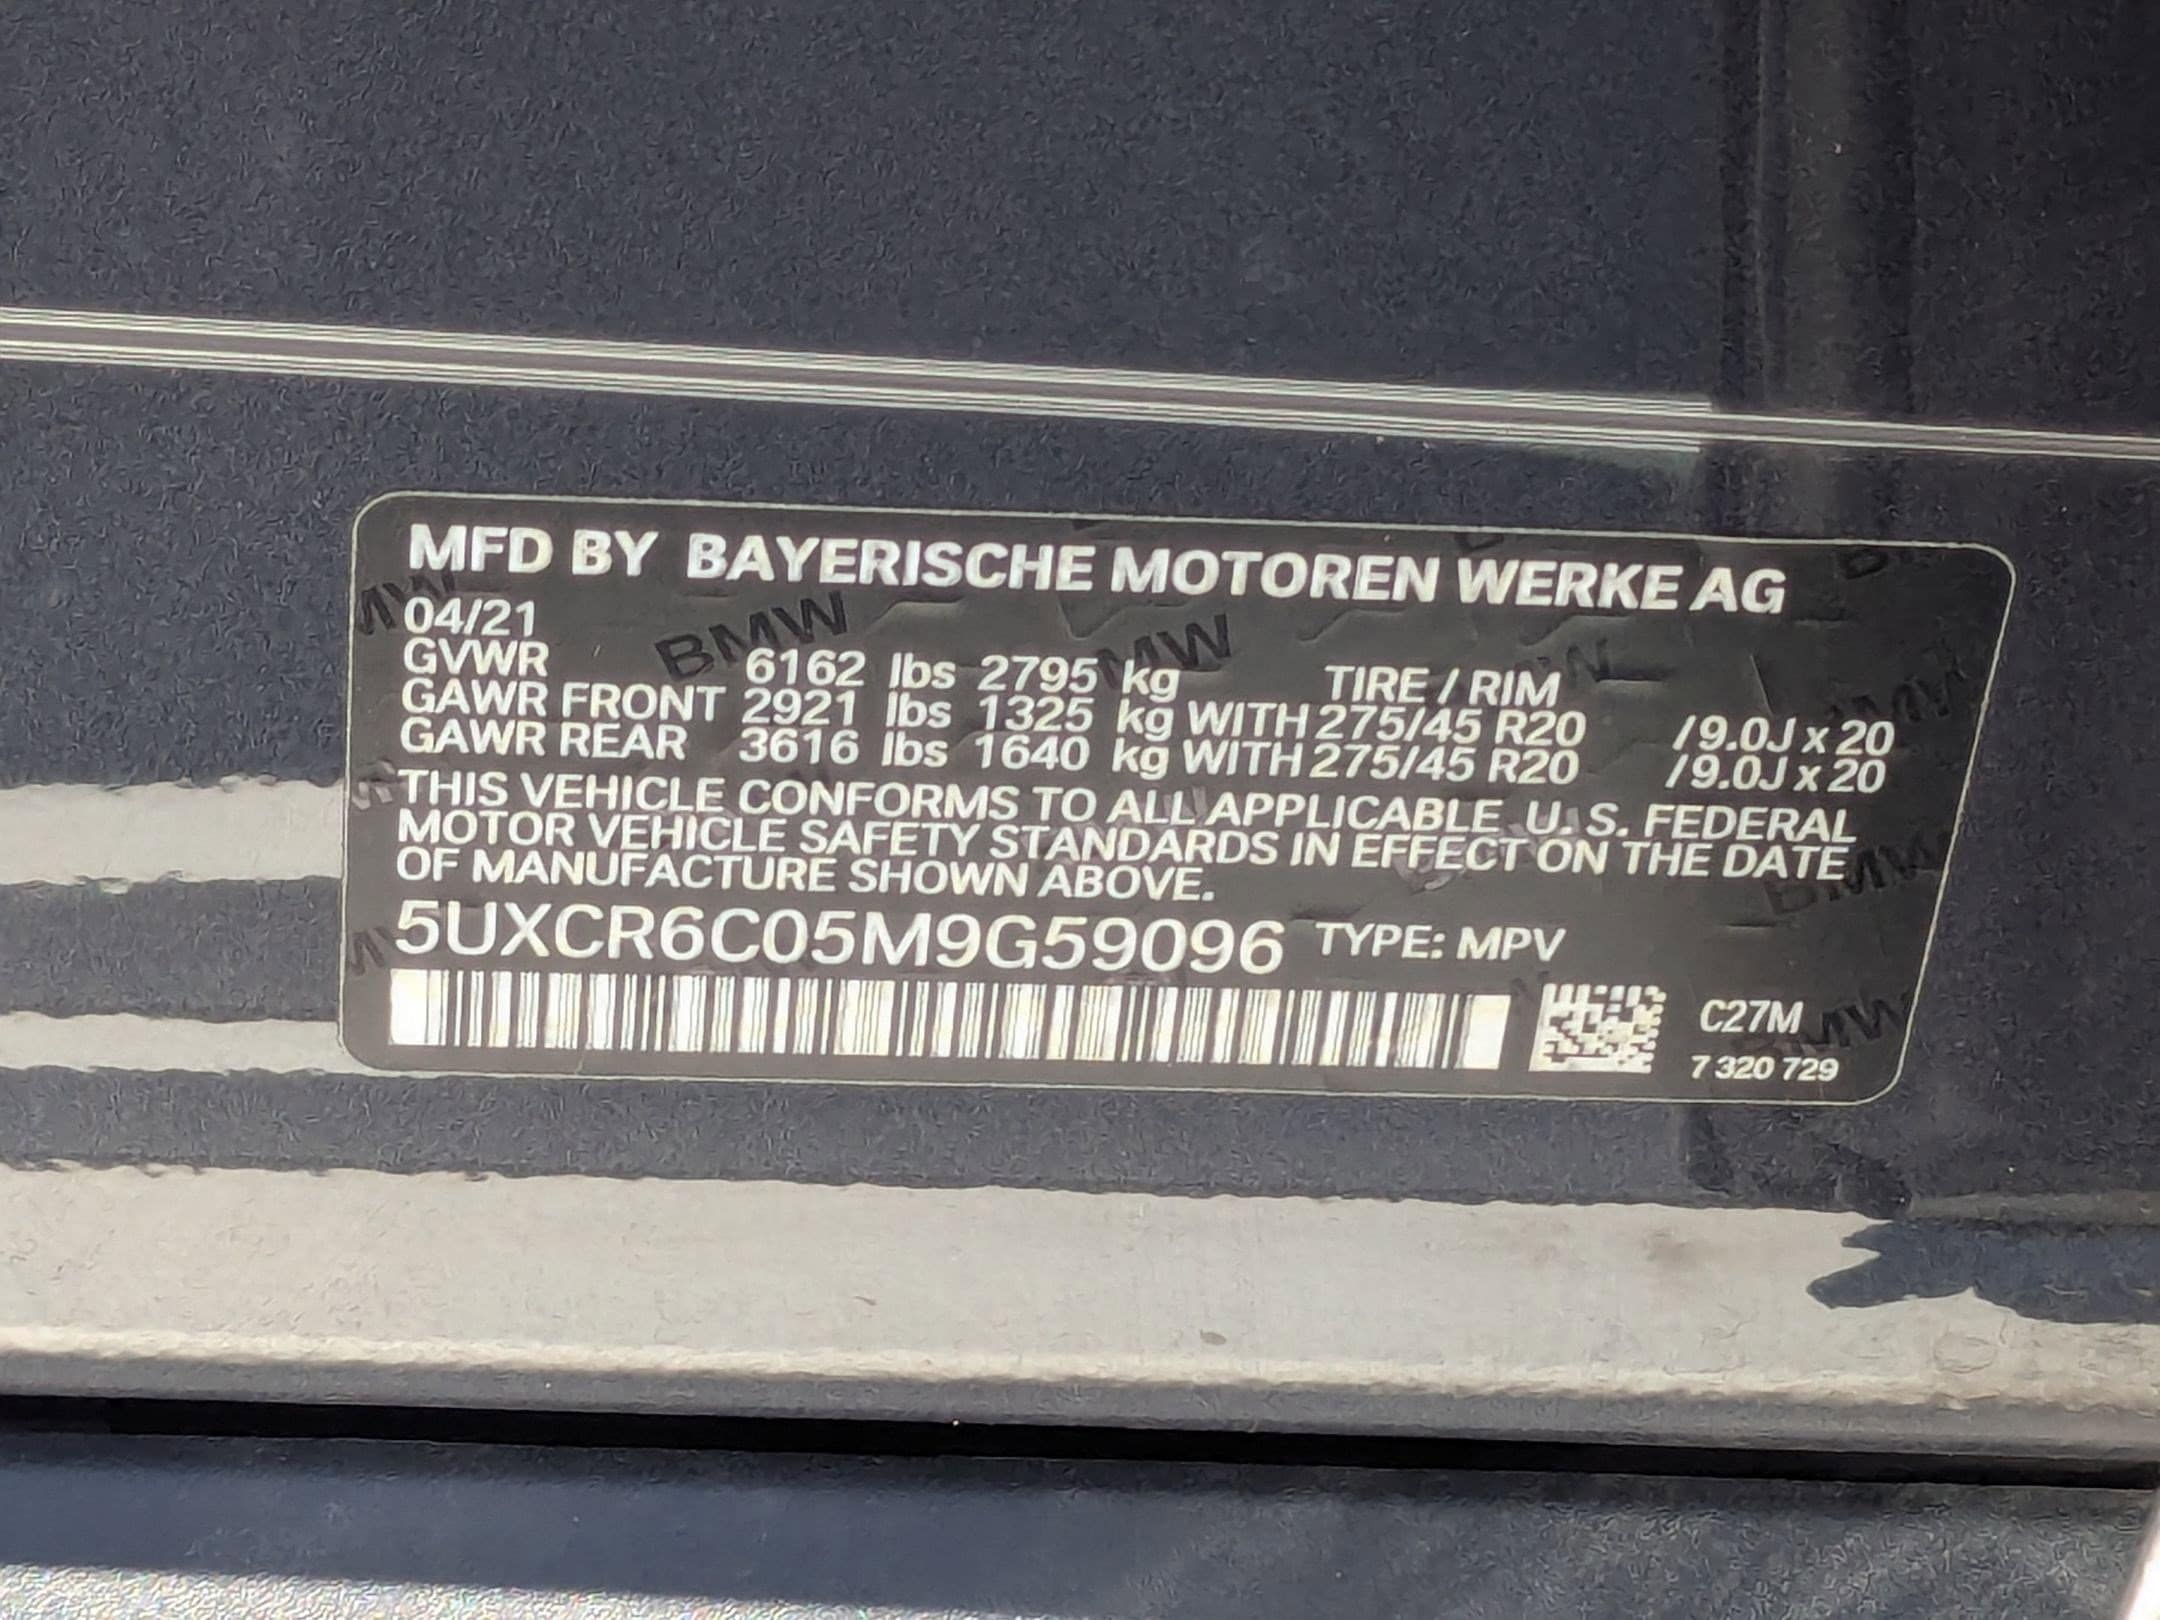 MFD BY BAYERISCHE MOTOREN WERKE AG
04/21
GVWR 6162 lbs 2795 kg TIRE / RIM
GAWR FRONT 2921 lbs 1325 kg WITH 275/45 R20 / 9.0J x 20
GAWR REAR 3616 lbs 1640 kg WITH 275/45 R20 / 9.0J x 20
THIS VEHICLE CONFORMS TO ALL APPLICABLE U. S. FEDERAL
MOTOR VEHICLE SAFETY STANDARDS IN EFFECT ON THE DATE
OF MANUFACTURE SHOWN ABOVE.
5UXCR6C05M9G59096 TYPE: MPV
C27M
7 320 729